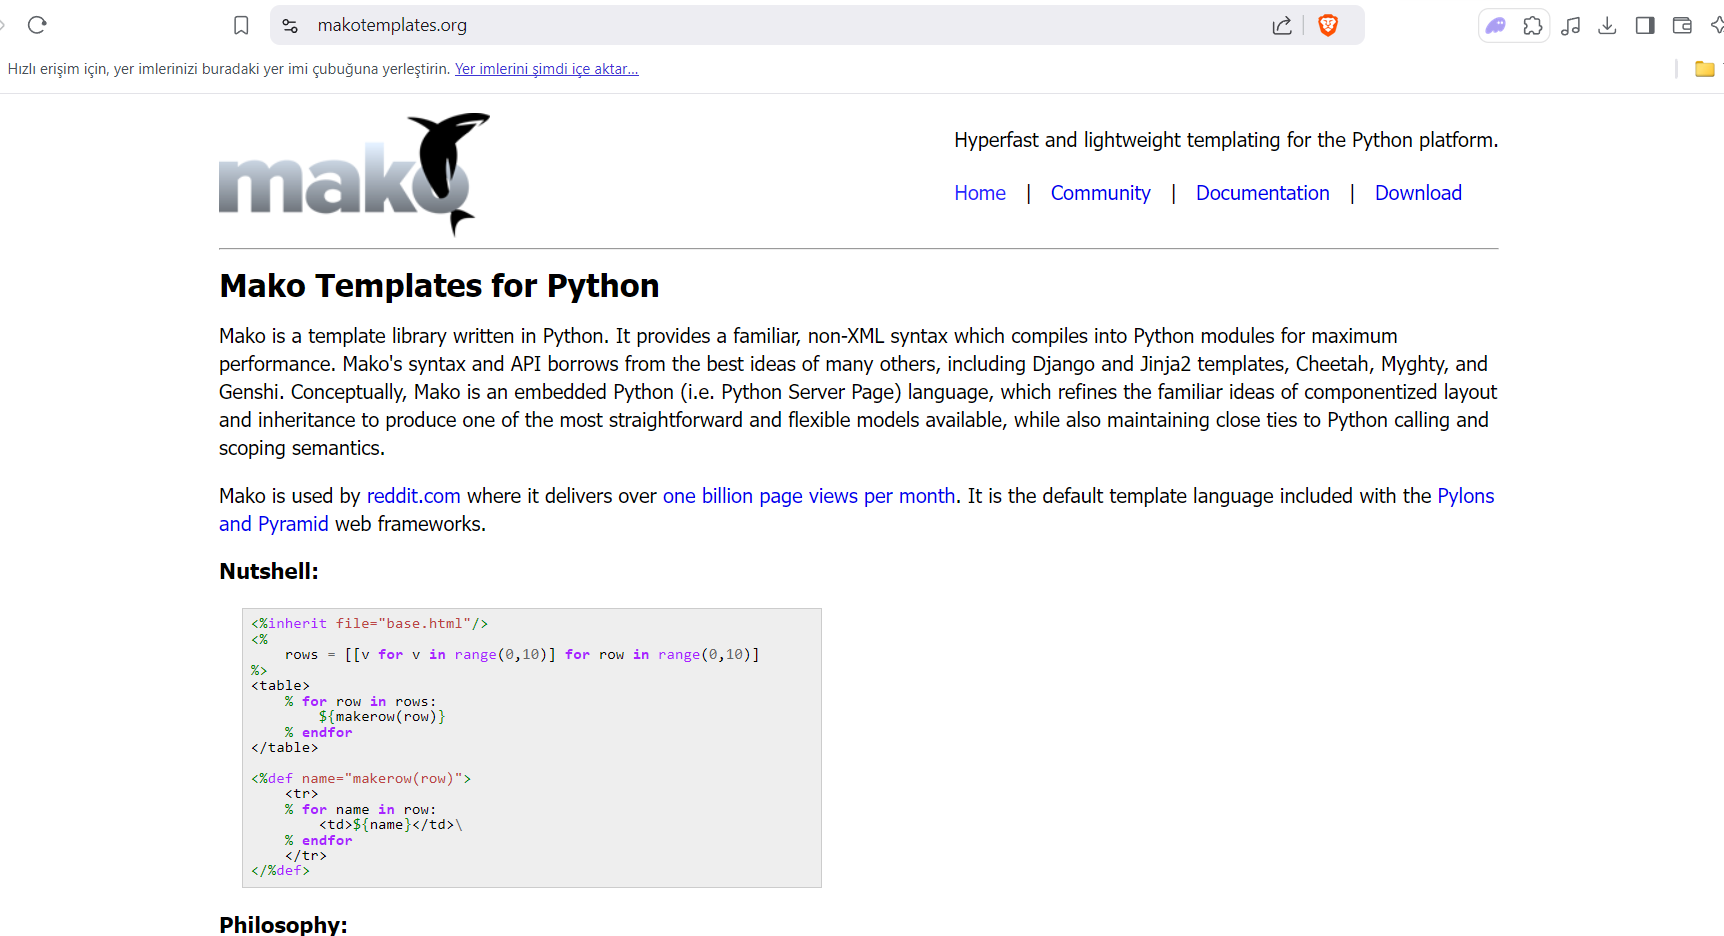 makotemplates.org
Hızlı erişim için, yer imlerinizi buradaki yer imi çubuğuna yerleştirin. Yer imlerini şimdi içe aktar...
mako
Hyperfast and lightweight templating for the Python platform.
Home | Community | Documentation | Download
Mako Templates for Python
Mako is a template library written in Python. It provides a familiar, non-XML syntax which compiles into Python modules for maximum
performance. Mako's syntax and API borrows from the best ideas of many others, including Django and Jinja2 templates, Cheetah, Myghty, and
Genshi. Conceptually, Mako is an embedded Python (i.e. Python Server Page) language, which refines the familiar ideas of componentized layout
and inheritance to produce one of the most straightforward and flexible models available, while also maintaining close ties to Python calling and
scoping semantics.
Mako is used by reddit.com where it delivers over one billion page views per month. It is the default template language included with the Pylons
and Pyramid web frameworks.
Nutshell:
<%inherit file="base.html"/>
<%
    rows = [[v for v in range(0,10)] for row in range(0,10)]
%>
<table>
    % for row in rows:
        ${makerow(row)}
    % endfor
</table>
<%def name="makerow(row)">
    <tr>
    % for name in row:
        <td>${name}</td>\
    % endfor
    </tr>
</%def>
Philosophy: